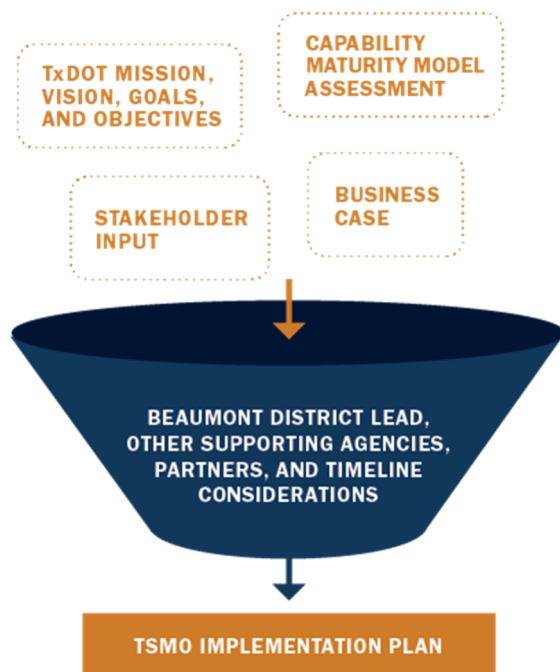 TxDOT MISSION,
VISION, GOALS,
AND OBJECTIVES
CAPABILITY
MATURITY MODEL
ASSESSMENT
STAKEHOLDER
INPUT
BUSINESS
CASE
BEAUMONT DISTRICT LEAD,
OTHER SUPPORTING AGENCIES,
PARTNERS, AND TIMELINE
CONSIDERATIONS
TSMO IMPLEMENTATION PLAN